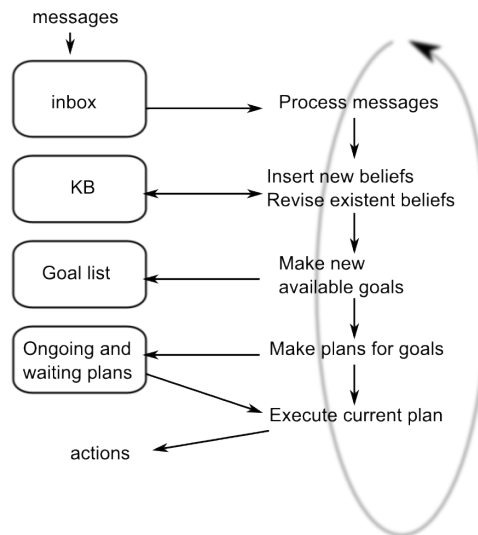 messages
inbox
Process messages
KB
Insert new beliefs
Revise existent beliefs
Goal list
Make new
available goals
Ongoing and
waiting plans
Make plans for goals
Execute current plan
actions